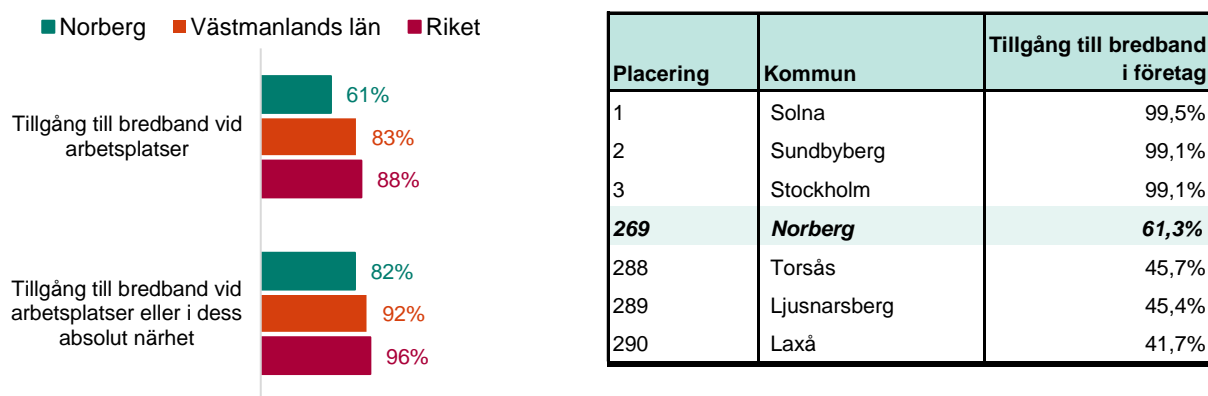 Norberg Västmanlands län Riket
Tillgång till bredband vid
arbetsplatser
61%
83%
88%
Tillgång till bredband vid
arbetsplatser eller i dess
absolut närhet
82%
92%
96%
Placering Kommun Tillgång till bredband
i företag
1 Solna 99,5%
2 Sundbyberg 99,1%
3 Stockholm 99,1%
269 Norberg 61,3%
288 Torsås 45,7%
289 Ljusnarsberg 45,4%
290 Laxå 41,7%